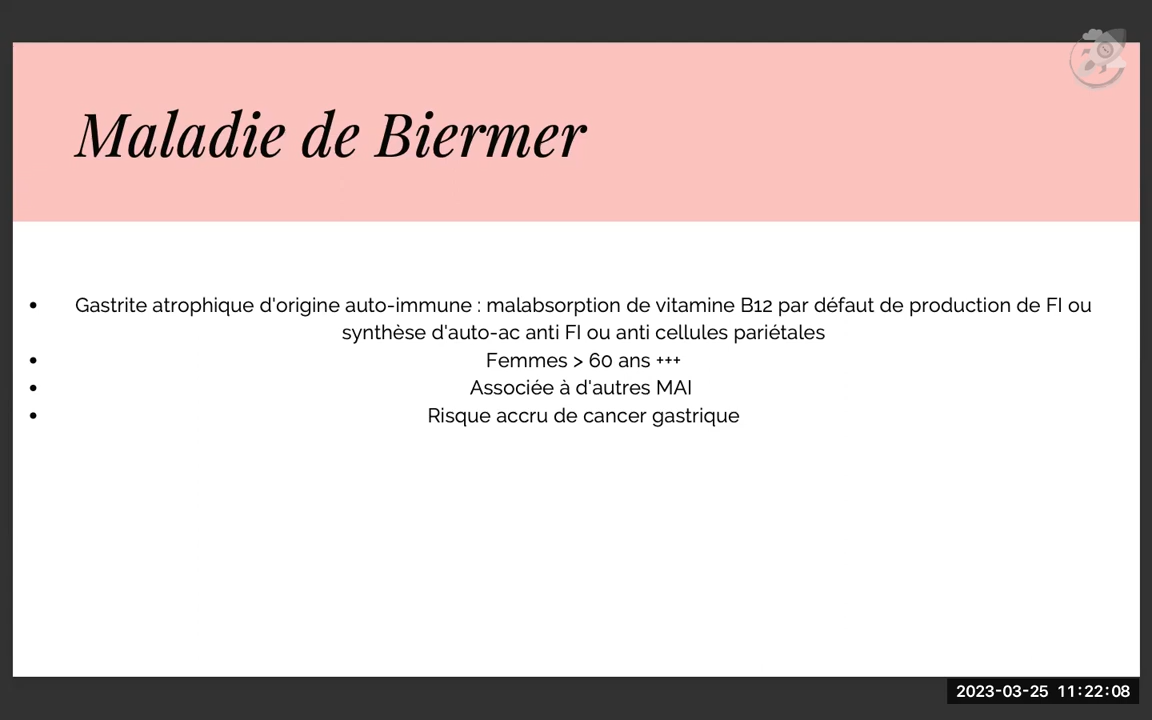 Maladie de Biermer
• Gastrite atrophique d'origine auto-immune : malabsorption de vitamine B12 par défaut de production de FI ou
synthèse d'auto-ac anti FI ou anti cellules pariétales
• Femmes > 60 ans +++
• Associée à d'autres MAI
• Risque accru de cancer gastrique
2023-03-25 11:22:08